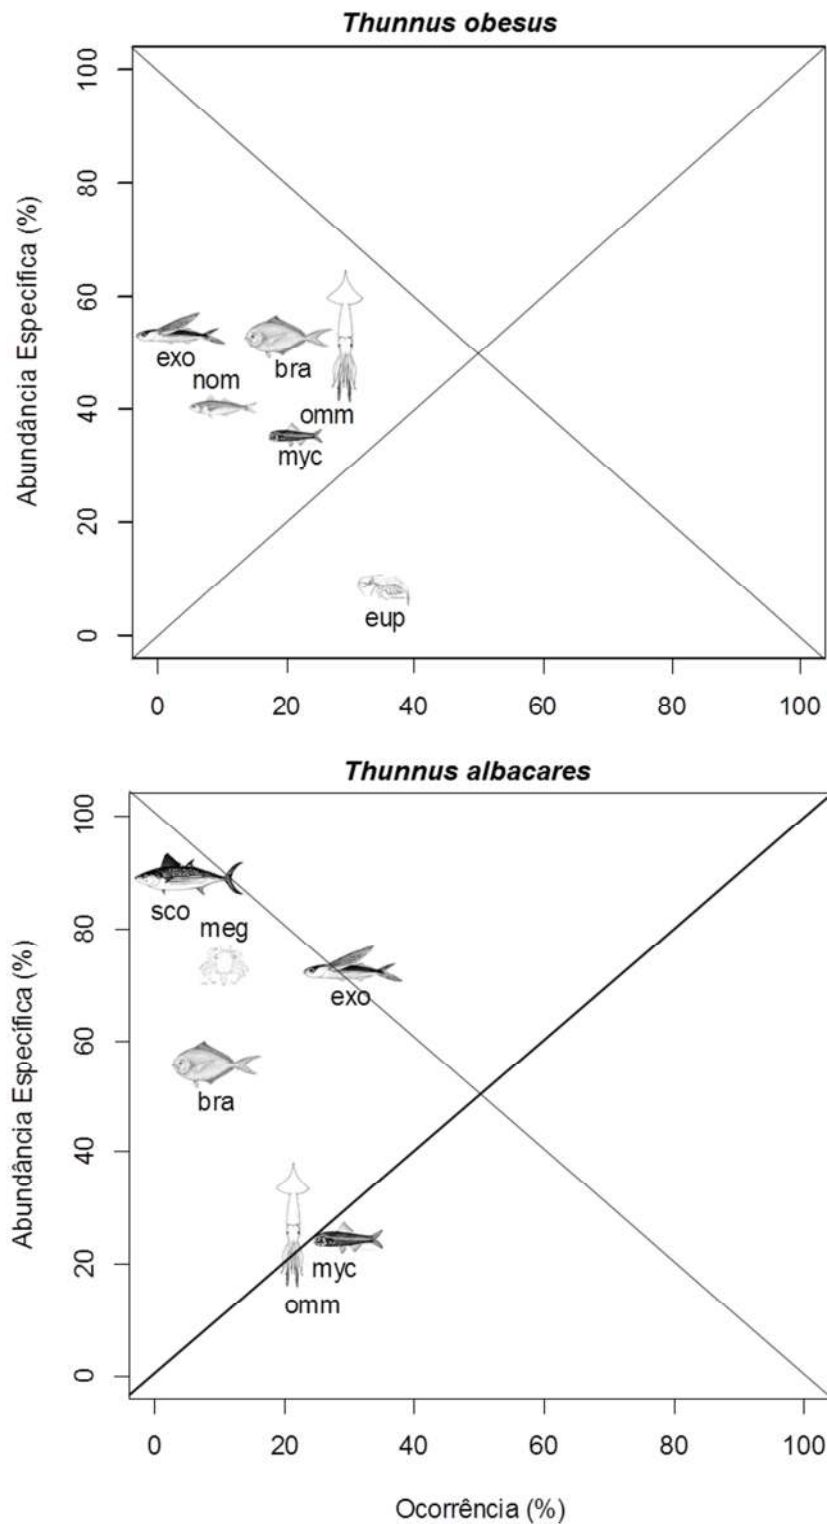 Thunnus obesus
Abundância Específica (%)
100
80
60
40
20
0
exo
nom
bra
omm
myc
eup
0 20 40 60 80 100
Thunnus albacares
Abundância Específica (%)
100
80
60
40
20
0
sco
meg
exo
bra
myc
omm
0 20 40 60 80 100
Ocorrência (%)